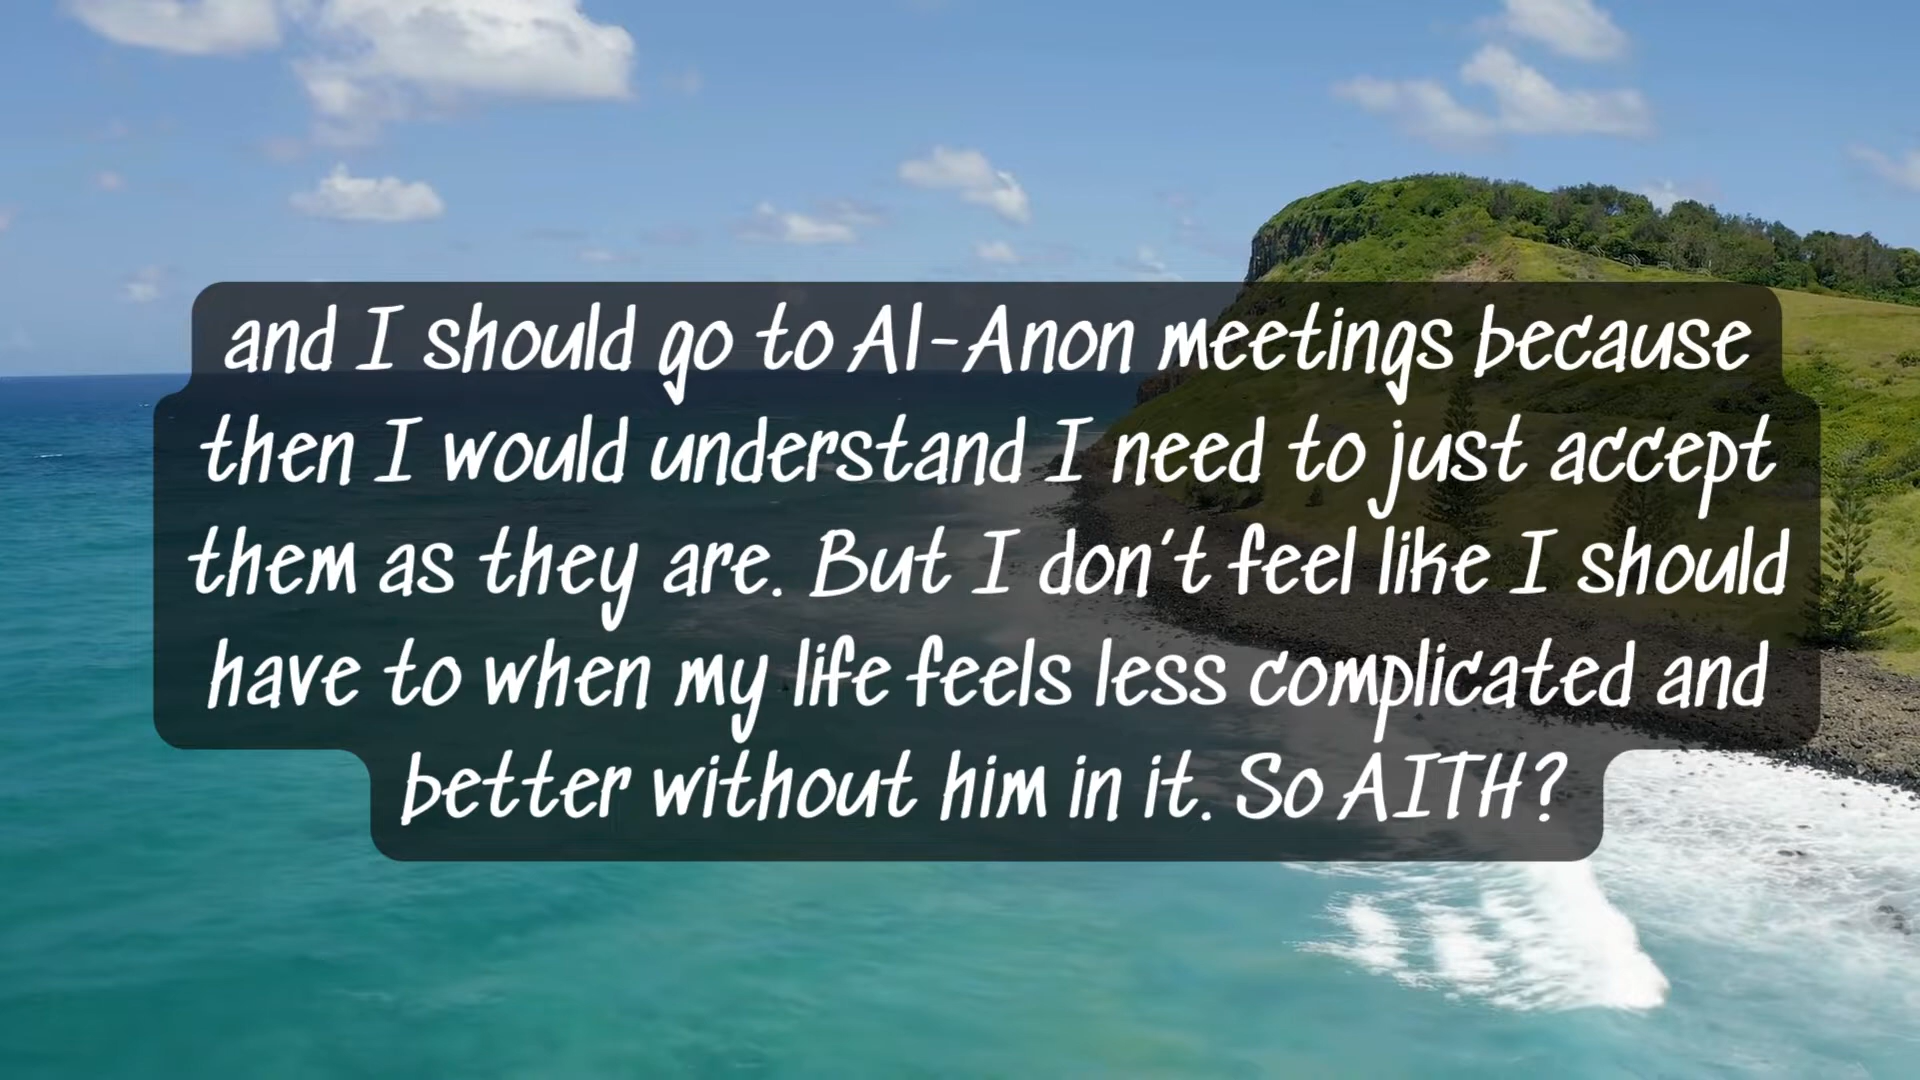 and I should go to Al-Anon meetings because
then I would understand I need to just accept
them as they are. But I don't feel like I should
have to when my life feels less complicated and
better without him in it. So AITH?